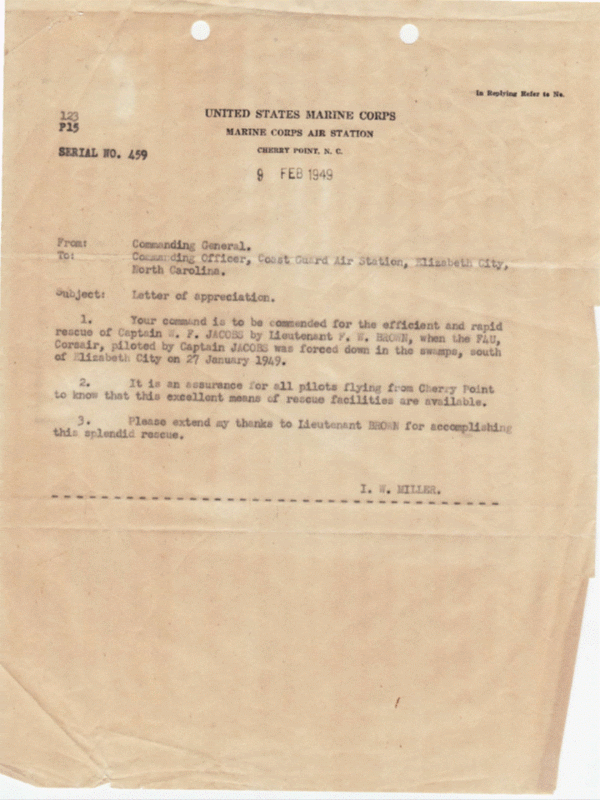 In Replying Refer to No.
UNITED STATES MARINE CORPS
MARINE CORPS AIR STATION
CHERRY POINT, N. C.
123
P15
SERIAL NO. 459
9 FEB 1949
From: Commanding General.
To: Commanding Officer, Coast Guard Air Station, Elizabeth City,
North Carolina.
Subject: Letter of appreciation.
1. Your command is to be commended for the efficient and rapid
rescue of Captain W. F. JACOBS by Lieutenant F. W. BROWN, when the F4U,
Corsair, piloted by Captain JACOBS was forced down in the swamps, south
of Elizabeth City on 27 January 1949.
2. It is an assurance for all pilots flying from Cherry Point
to know that this excellent means of rescue facilities are available.
3. Please extend my thanks to Lieutenant BROWN for accomplishing
this splendid rescue.
I. W. MILLER.